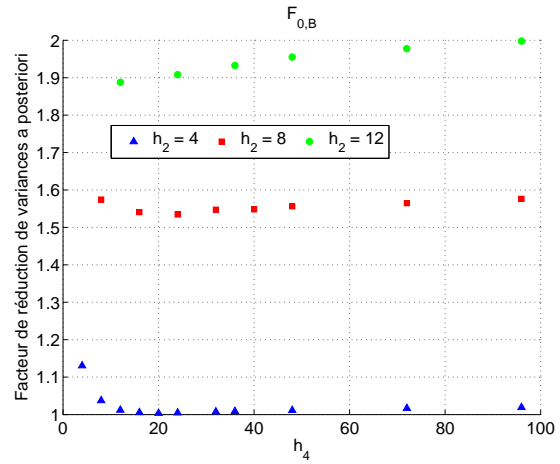 F0,B
Facteur de réduction de variances a posteriori
2
1.9
1.8
1.7
1.6
1.5
1.4
1.3
1.2
1.1
1
h2 = 4 h2 = 8 h2 = 12
0 20 40 60 80 100
h4